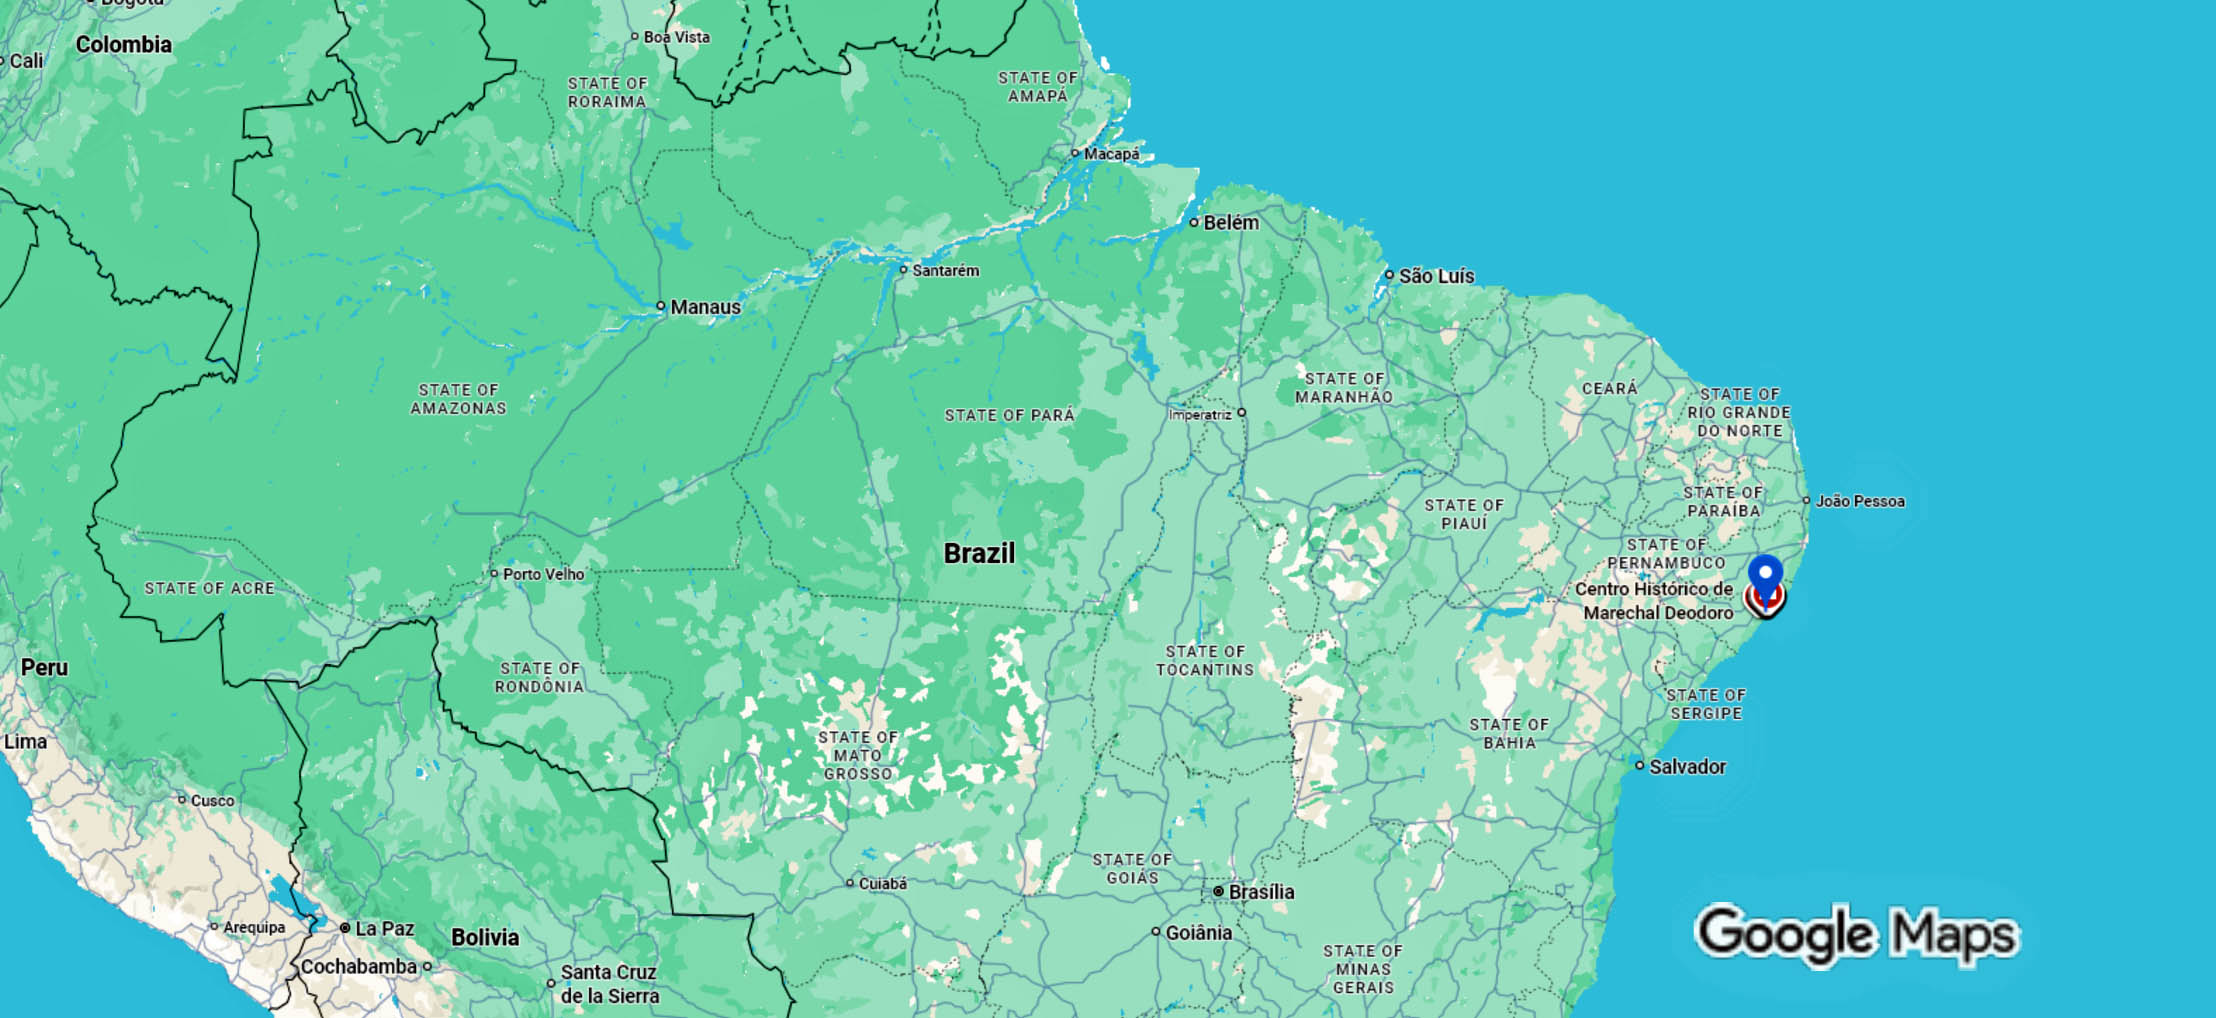 Bogotá
Colombia
Cali
Boa Vista
STATE OF
RORAIMA
STATE OF
AMAPÁ
Macapá
Belém
Santarém
São Luís
Manaus
STATE OF
AMAZONAS
STATE OF PARÁ
Imperatriz
STATE OF
MARANHÃO
CEARÁ
STATE OF
RIO GRANDE
DO NORTE
STATE OF
PIAUÍ
STATE OF
PARAÍBA
João Pessoa
Brazil
STATE OF
PERNAMBUCO
Porto Velho
STATE OF ACRE
Centro Histórico de
Marechal Deodoro
Peru
STATE OF
RONDÔNIA
STATE OF
TOCANTINS
STATE OF
SERGIPE
STATE OF
BAHIA
Lima
STATE OF
MATO
GROSSO
Salvador
Cusco
STATE OF
GOIÁS
Cuiabá
Brasília
Arequipa
La Paz
Bolivia
Goiânia
Google Maps
Cochabamba
Santa Cruz
de la Sierra
STATE OF
MINAS
GERAIS